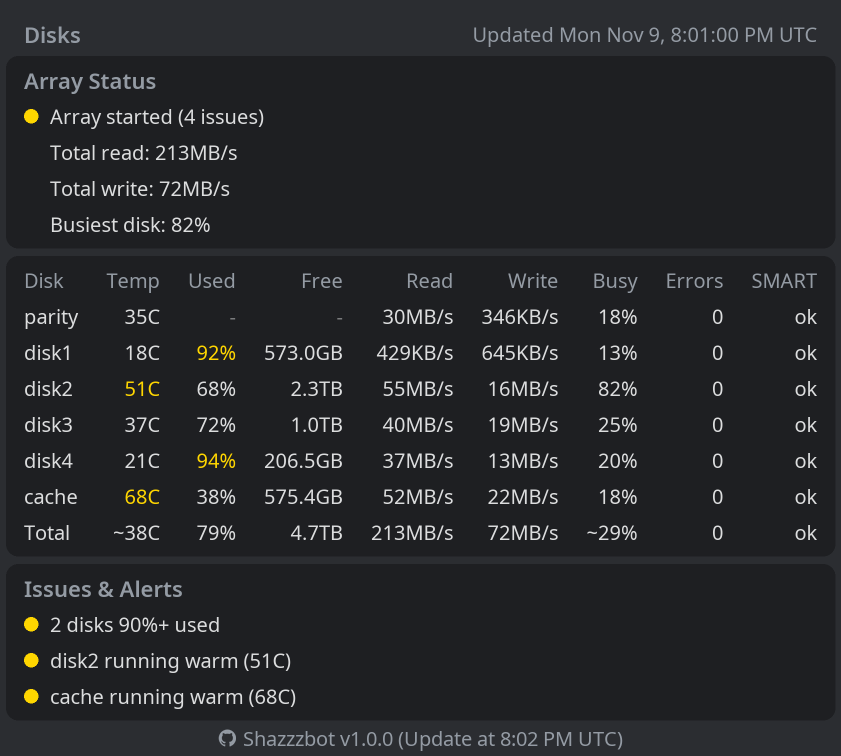 Disks Updated Mon Nov 9, 8:01:00 PM UTC
Array Status
Array started (4 issues)
Total read: 213MB/s
Total write: 72MB/s
Busiest disk: 82%
Disk Temp Used Free Read Write Busy Errors SMART
parity 35C - - 30MB/s 346KB/s 18% 0 ok
disk1 18C 92% 573.0GB 429KB/s 645KB/s 13% 0 ok
disk2 51C 68% 2.3TB 55MB/s 16MB/s 82% 0 ok
disk3 37C 72% 1.0TB 40MB/s 19MB/s 25% 0 ok
disk4 21C 94% 206.5GB 37MB/s 13MB/s 20% 0 ok
cache 68C 38% 575.4GB 52MB/s 22MB/s 18% 0 ok
Total ~38C 79% 4.7TB 213MB/s 72MB/s ~29% 0 ok
Issues & Alerts
2 disks 90%+ used
disk2 running warm (51C)
cache running warm (68C)
Shazzzbot v1.0.0 (Update at 8:02 PM UTC)